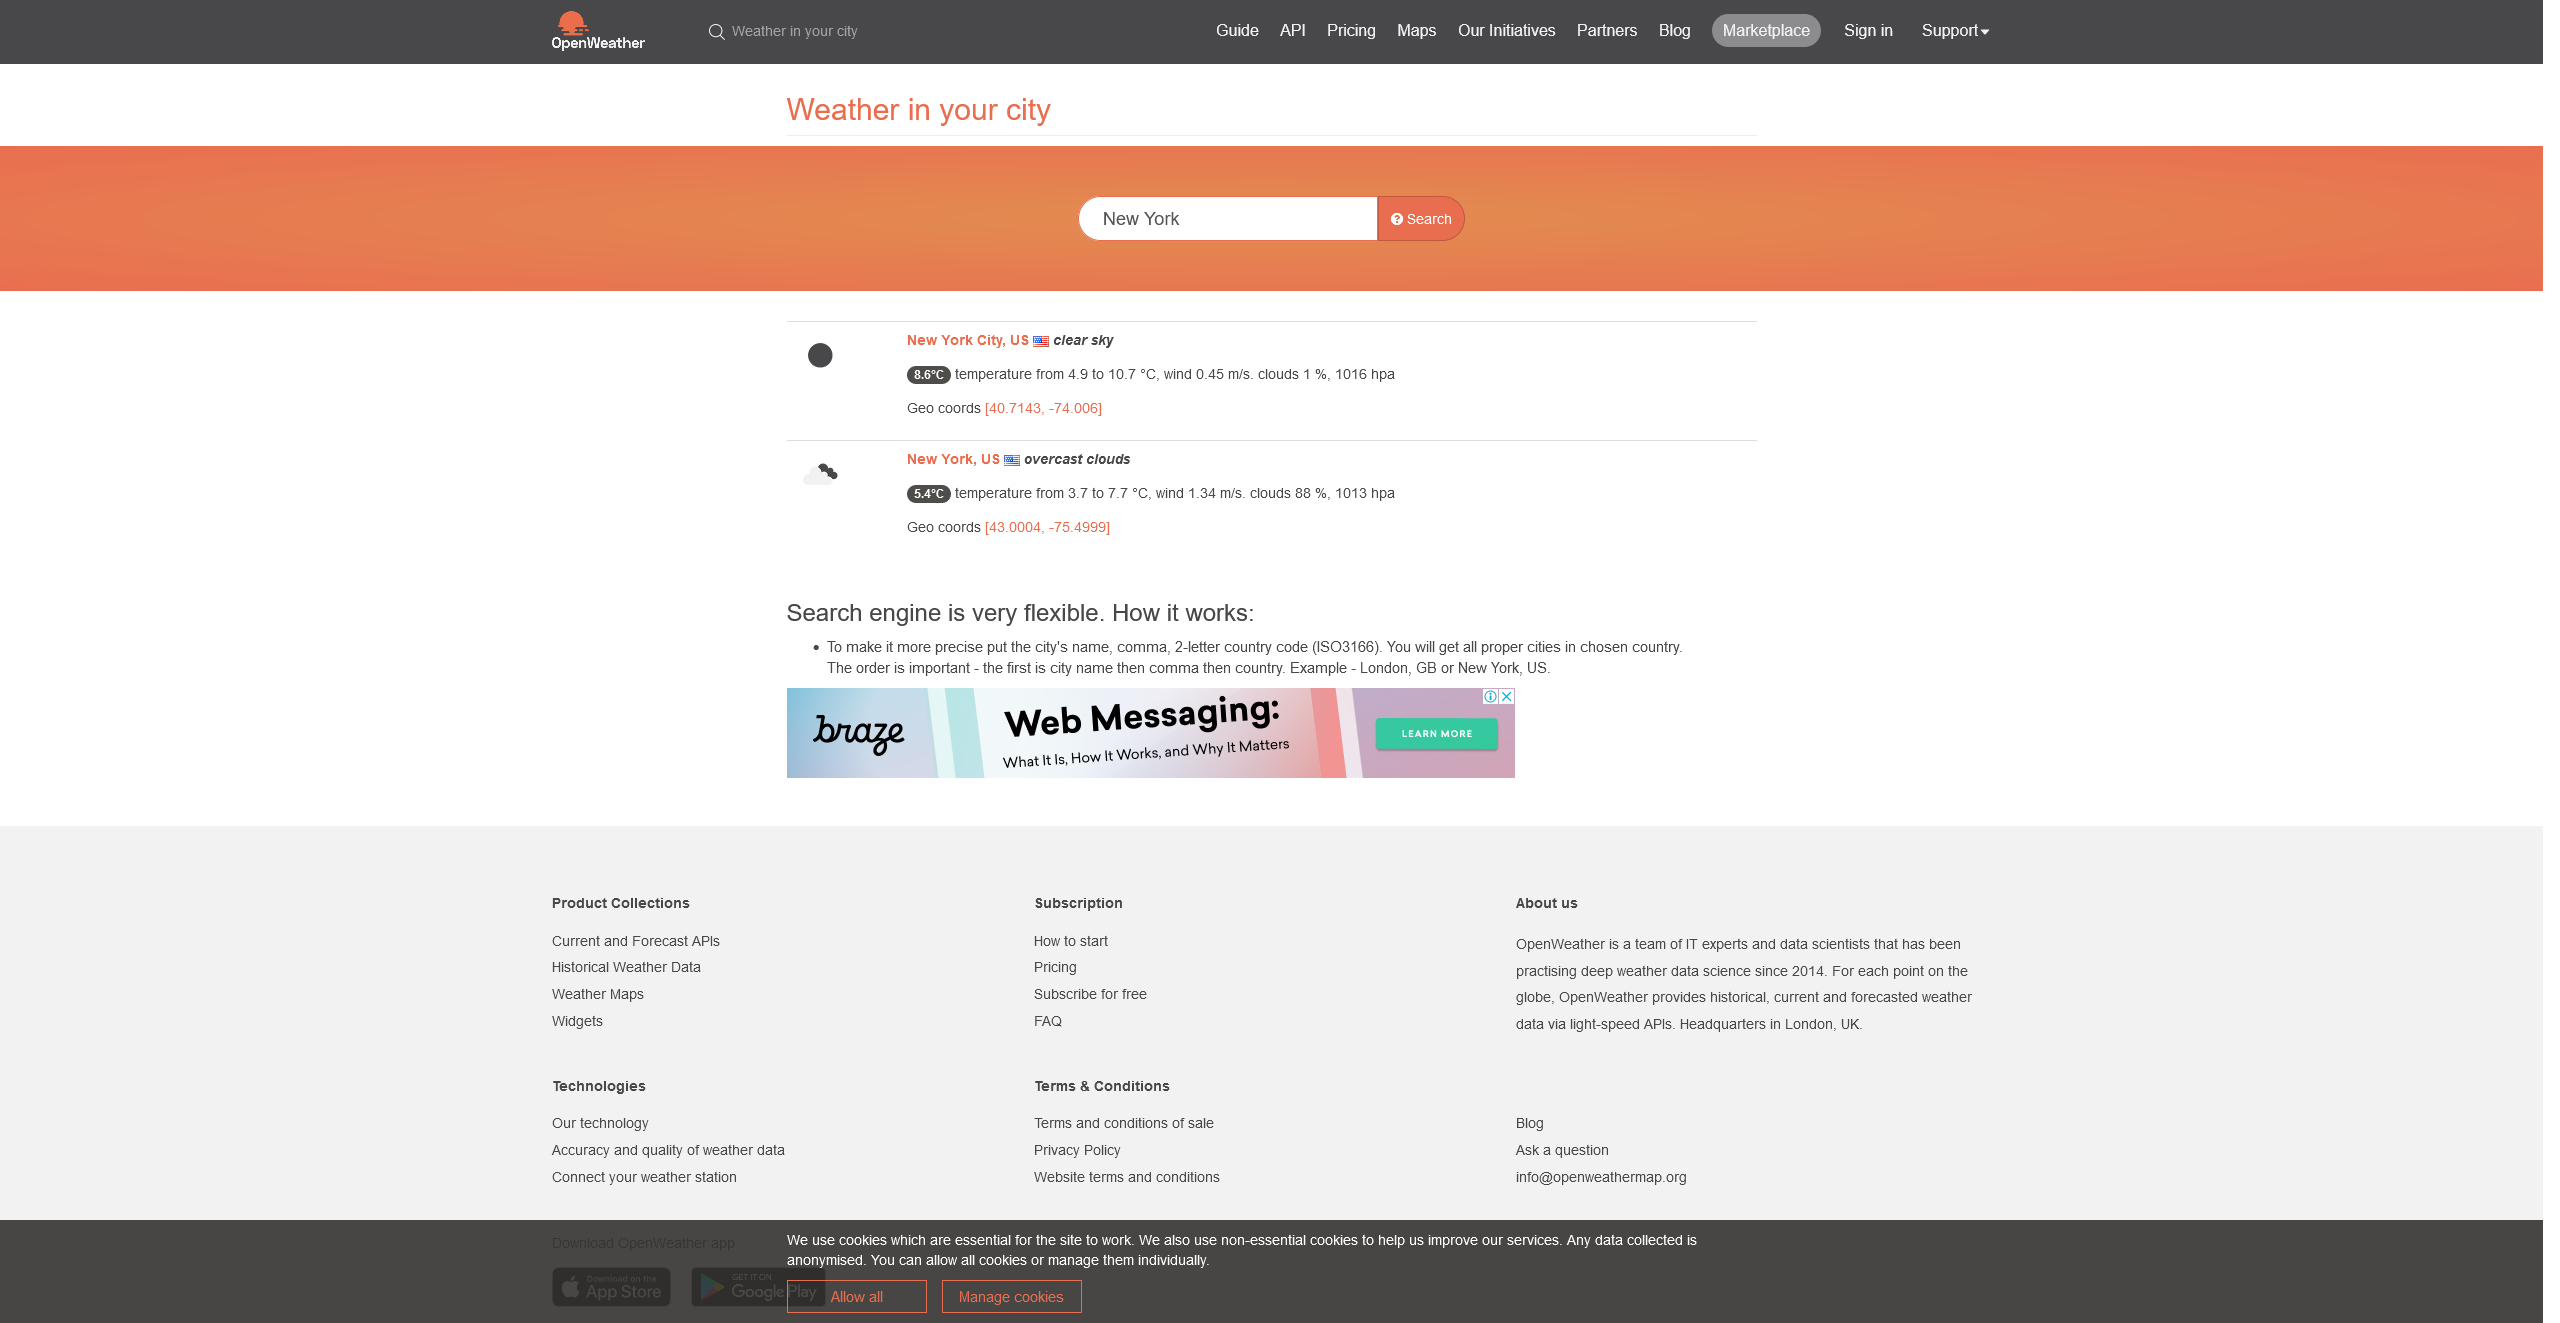 OpenWeather
Weather in your city
Guide API Pricing Maps Our Initiatives Partners Blog Marketplace Sign in Support
Weather in your city
New York
Search
New York City, US clear sky
8.6°C temperature from 4.9 to 10.7 °C, wind 0.45 m/s. clouds 1 %, 1016 hpa
Geo coords [40.7143, -74.006]
New York, US overcast clouds
5.4°C temperature from 3.7 to 7.7 °C, wind 1.34 m/s. clouds 88 %, 1013 hpa
Geo coords [43.0004, -75.4999]
Search engine is very flexible. How it works:
• To make it more precise put the city's name, comma, 2-letter country code (ISO3166). You will get all proper cities in chosen country.
The order is important - the first is city name then comma then country. Example - London, GB or New York, US.
braze
Web Messaging:
What It Is, How It Works, and Why It Matters
LEARN MORE
Product Collections
Current and Forecast APIs
Historical Weather Data
Weather Maps
Widgets
Subscription
How to start
Pricing
Subscribe for free
FAQ
About us
OpenWeather is a team of IT experts and data scientists that has been
practising deep weather data science since 2014. For each point on the
globe, OpenWeather provides historical, current and forecasted weather
data via light-speed APIs. Headquarters in London, UK.
Technologies
Our technology
Accuracy and quality of weather data
Connect your weather station
Terms & Conditions
Terms and conditions of sale
Privacy Policy
Website terms and conditions
Blog
Ask a question
info@openweathermap.org
Download OpenWeather app
Download on the
App Store
GET IT ON
Google Play
We use cookies which are essential for the site to work. We also use non-essential cookies to help us improve our services. Any data collected is
anonymised. You can allow all cookies or manage them individually.
Allow all
Manage cookies